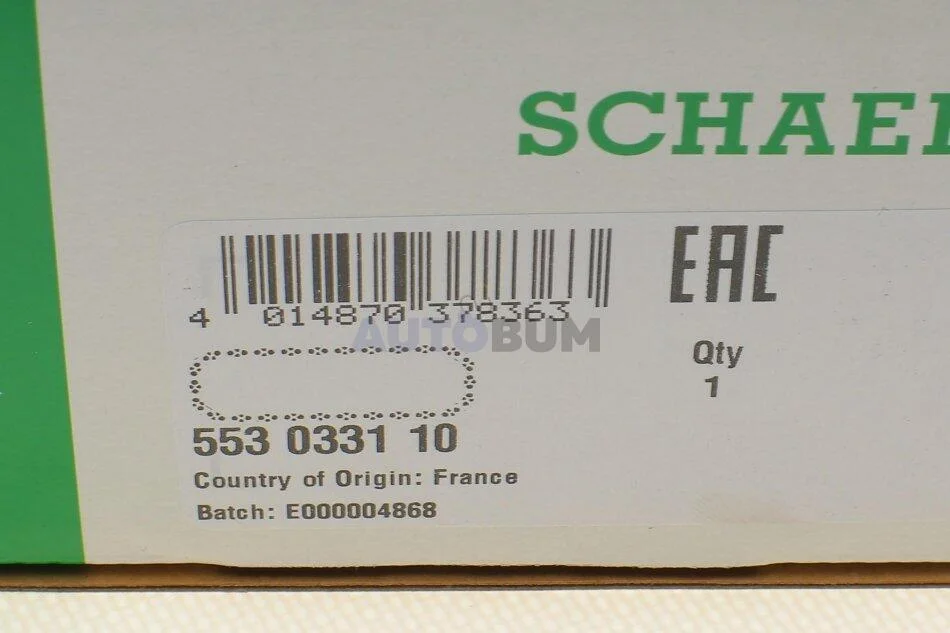 SCHAE
EAC
4 014870 378363
AUTOBUM
Qty
1
553 0331 10
Country of Origin: France
Batch: E000004868